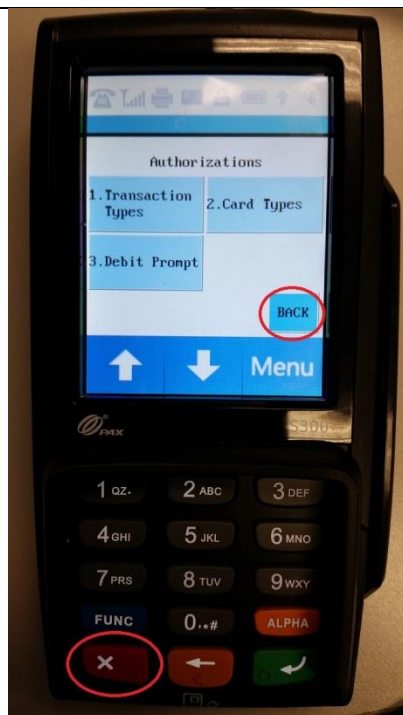 Authorizations
1.Transaction Types
2.Card Types
3.Debit Prompt
BACK
Menu
PAX
S300
1 QZ.
2 ABC
3 DEF
4 GHI
5 JKL
6 MNO
7 PRS
8 TUV
9 WXY
FUNC
0,*#
ALPHA